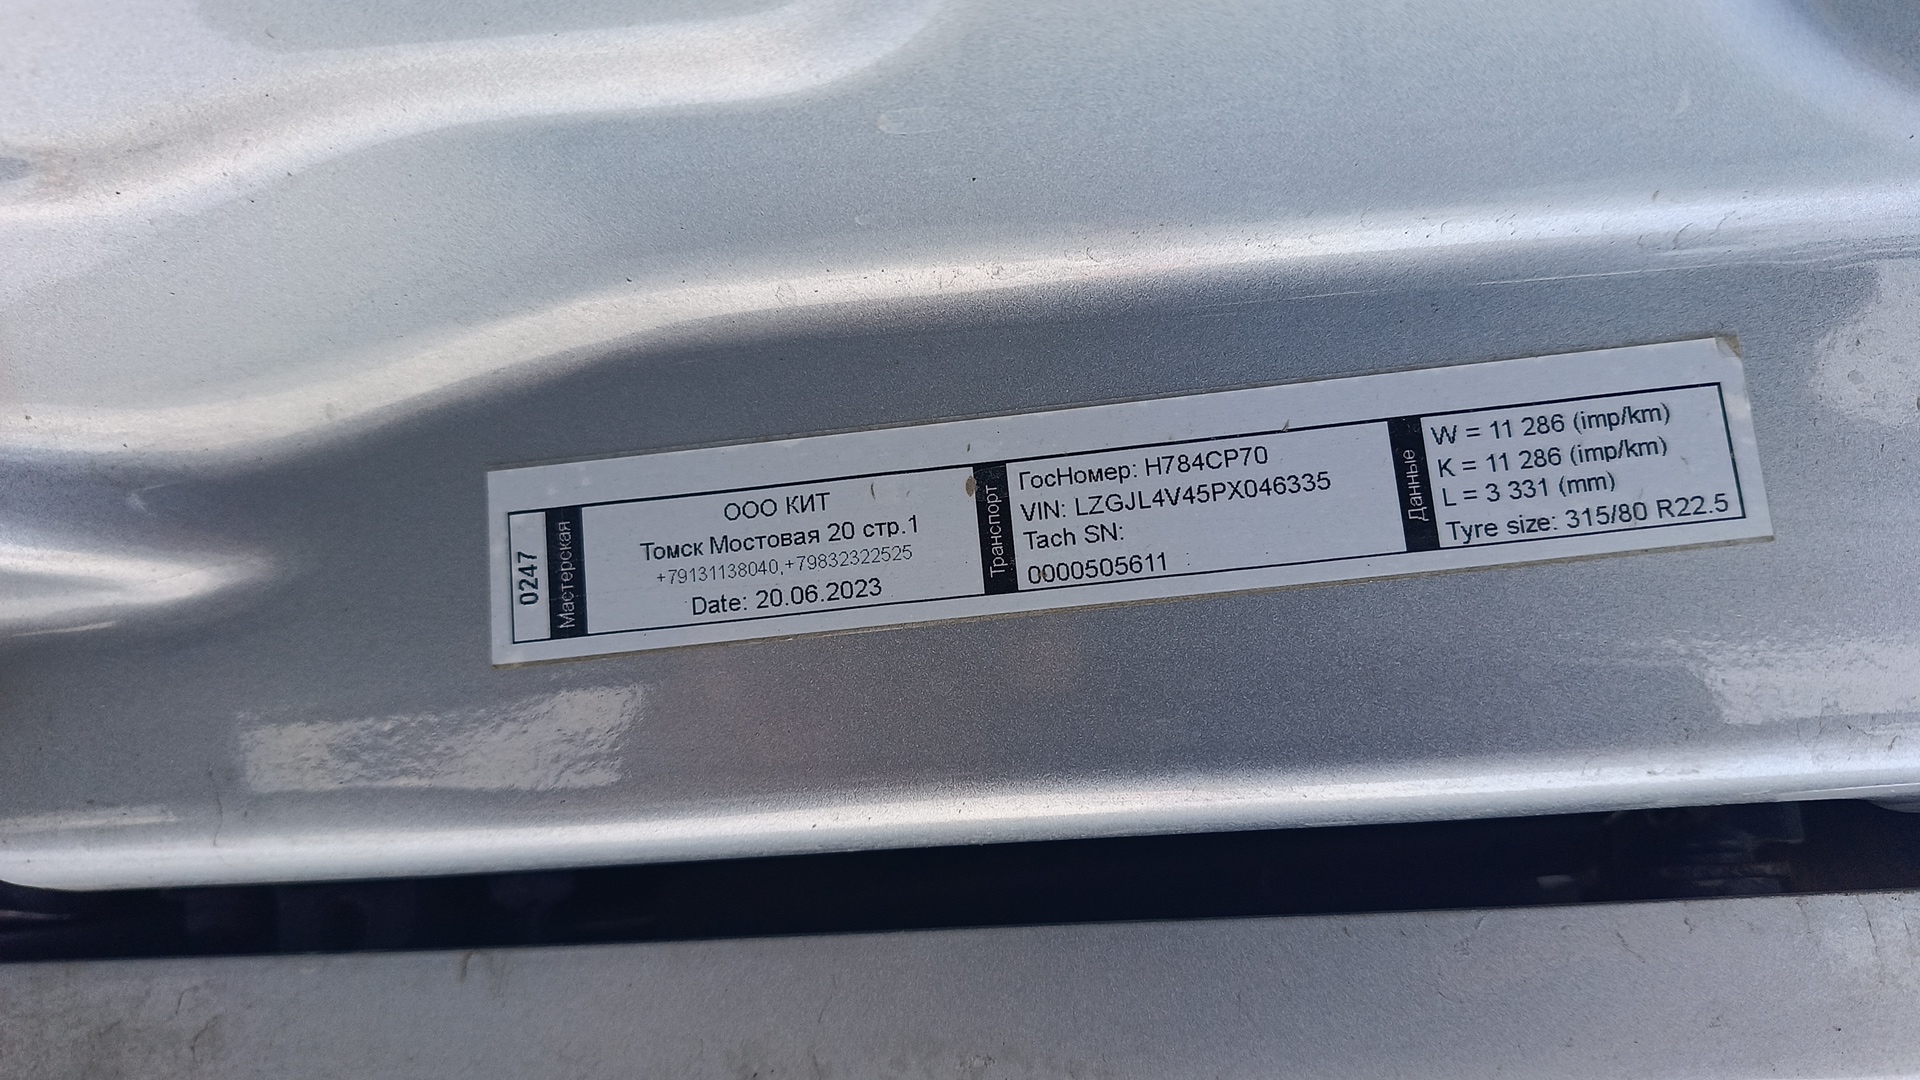 0247
Мастерская
ООО КИТ
Томск Мостовая 20 стр.1
+79131138040,+79832322525
Date: 20.06.2023
Транспорт
ГосНомер: Н784СР70
VIN: LZGJL4V45PX046335
Tach SN:
0000505611
Данные
W = 11 286 (imp/km)
K = 11 286 (imp/km)
L = 3 331 (mm)
Tyre size: 315/80 R22.5